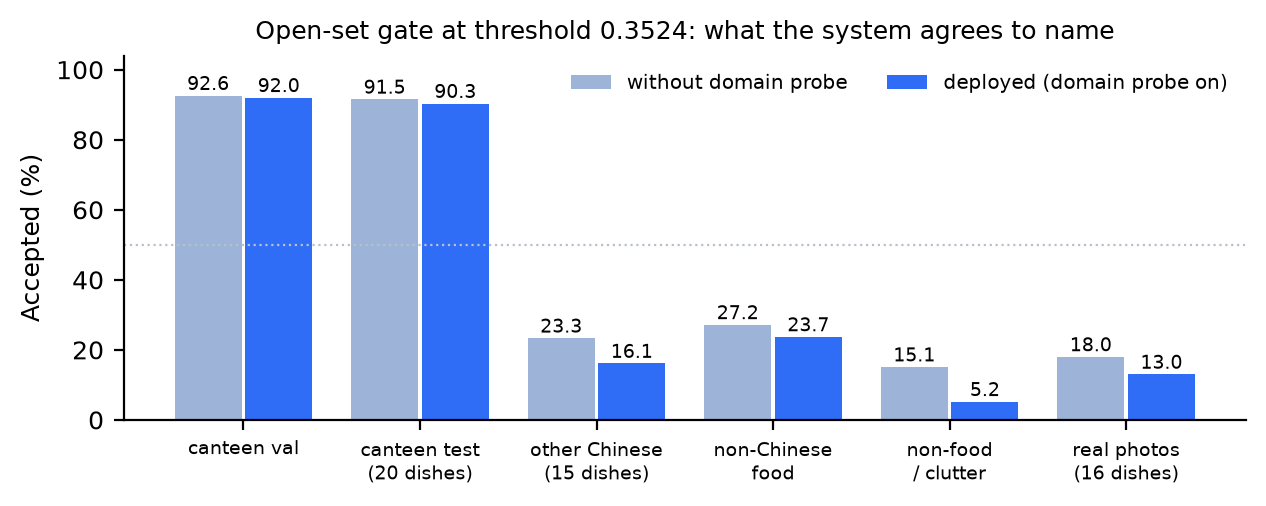 Open-set gate at threshold 0.3524: what the system agrees to name
without domain probe
deployed (domain probe on)
Accepted (%)
100
80
60
40
20
0
92.6
92.0
91.5
90.3
23.3
16.1
27.2
23.7
15.1
5.2
18.0
13.0
canteen val
canteen test
(20 dishes)
other Chinese
(15 dishes)
non-Chinese
food
non-food
/ clutter
real photos
(16 dishes)